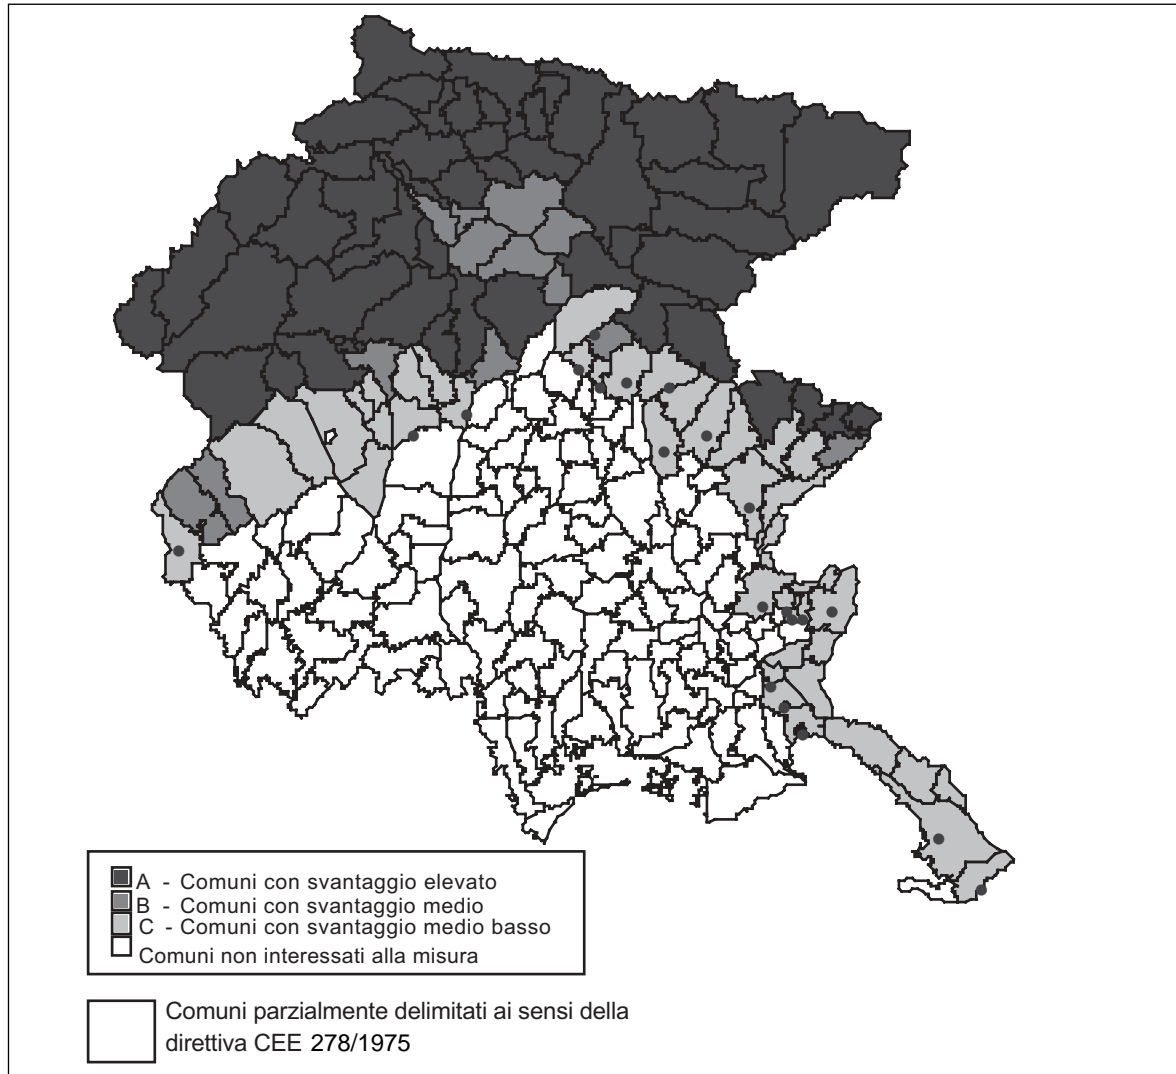 A - Comuni con svantaggio elevato
B - Comuni con svantaggio medio
C - Comuni con svantaggio medio basso
Comuni non interessati alla misura
Comuni parzialmente delimitati ai sensi della
direttiva CEE 278/1975